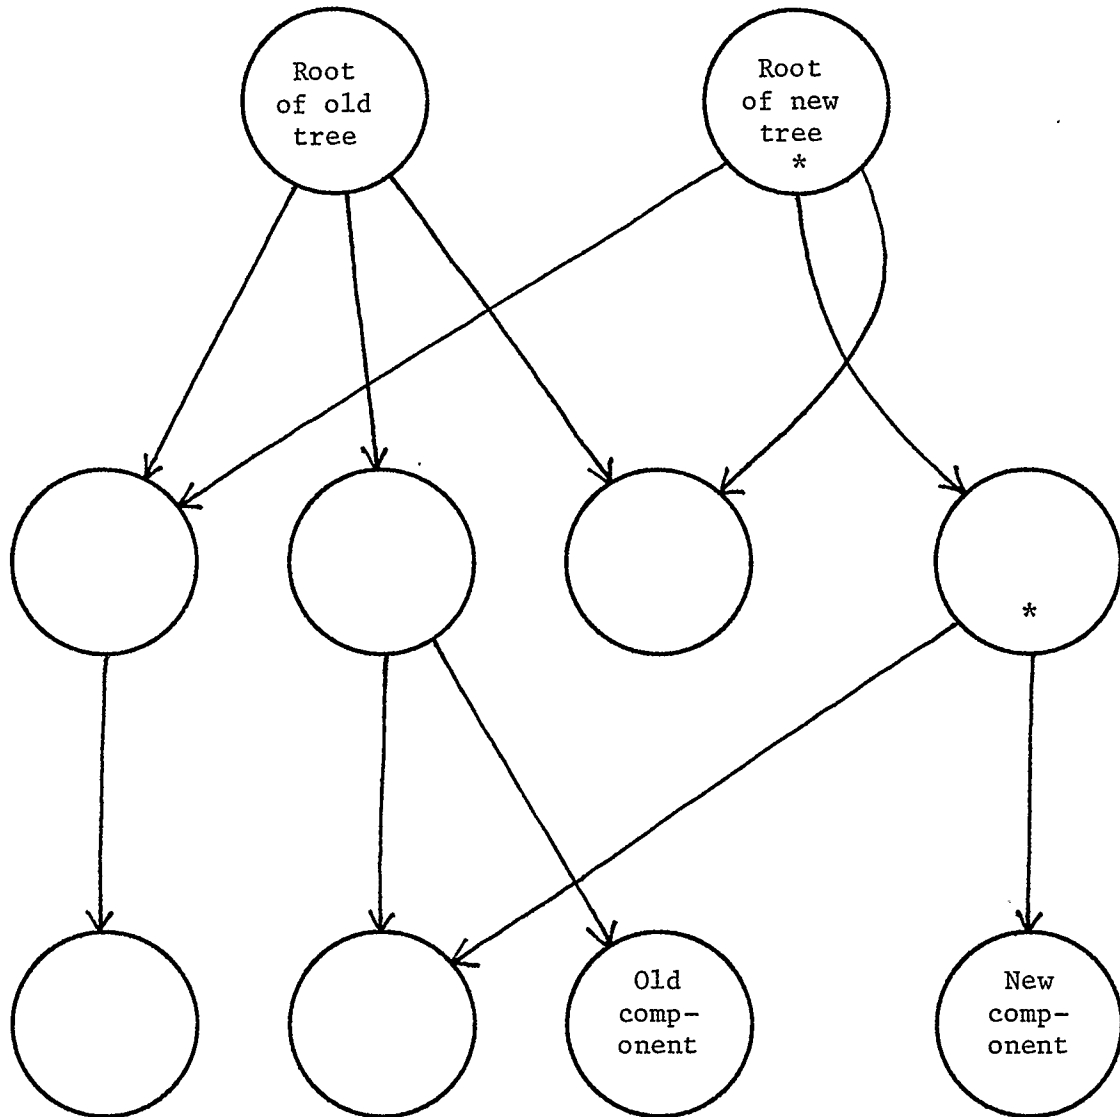 Root
of old
tree
Root
of new
tree
*
*
Old
comp-
onent
New
comp-
onent